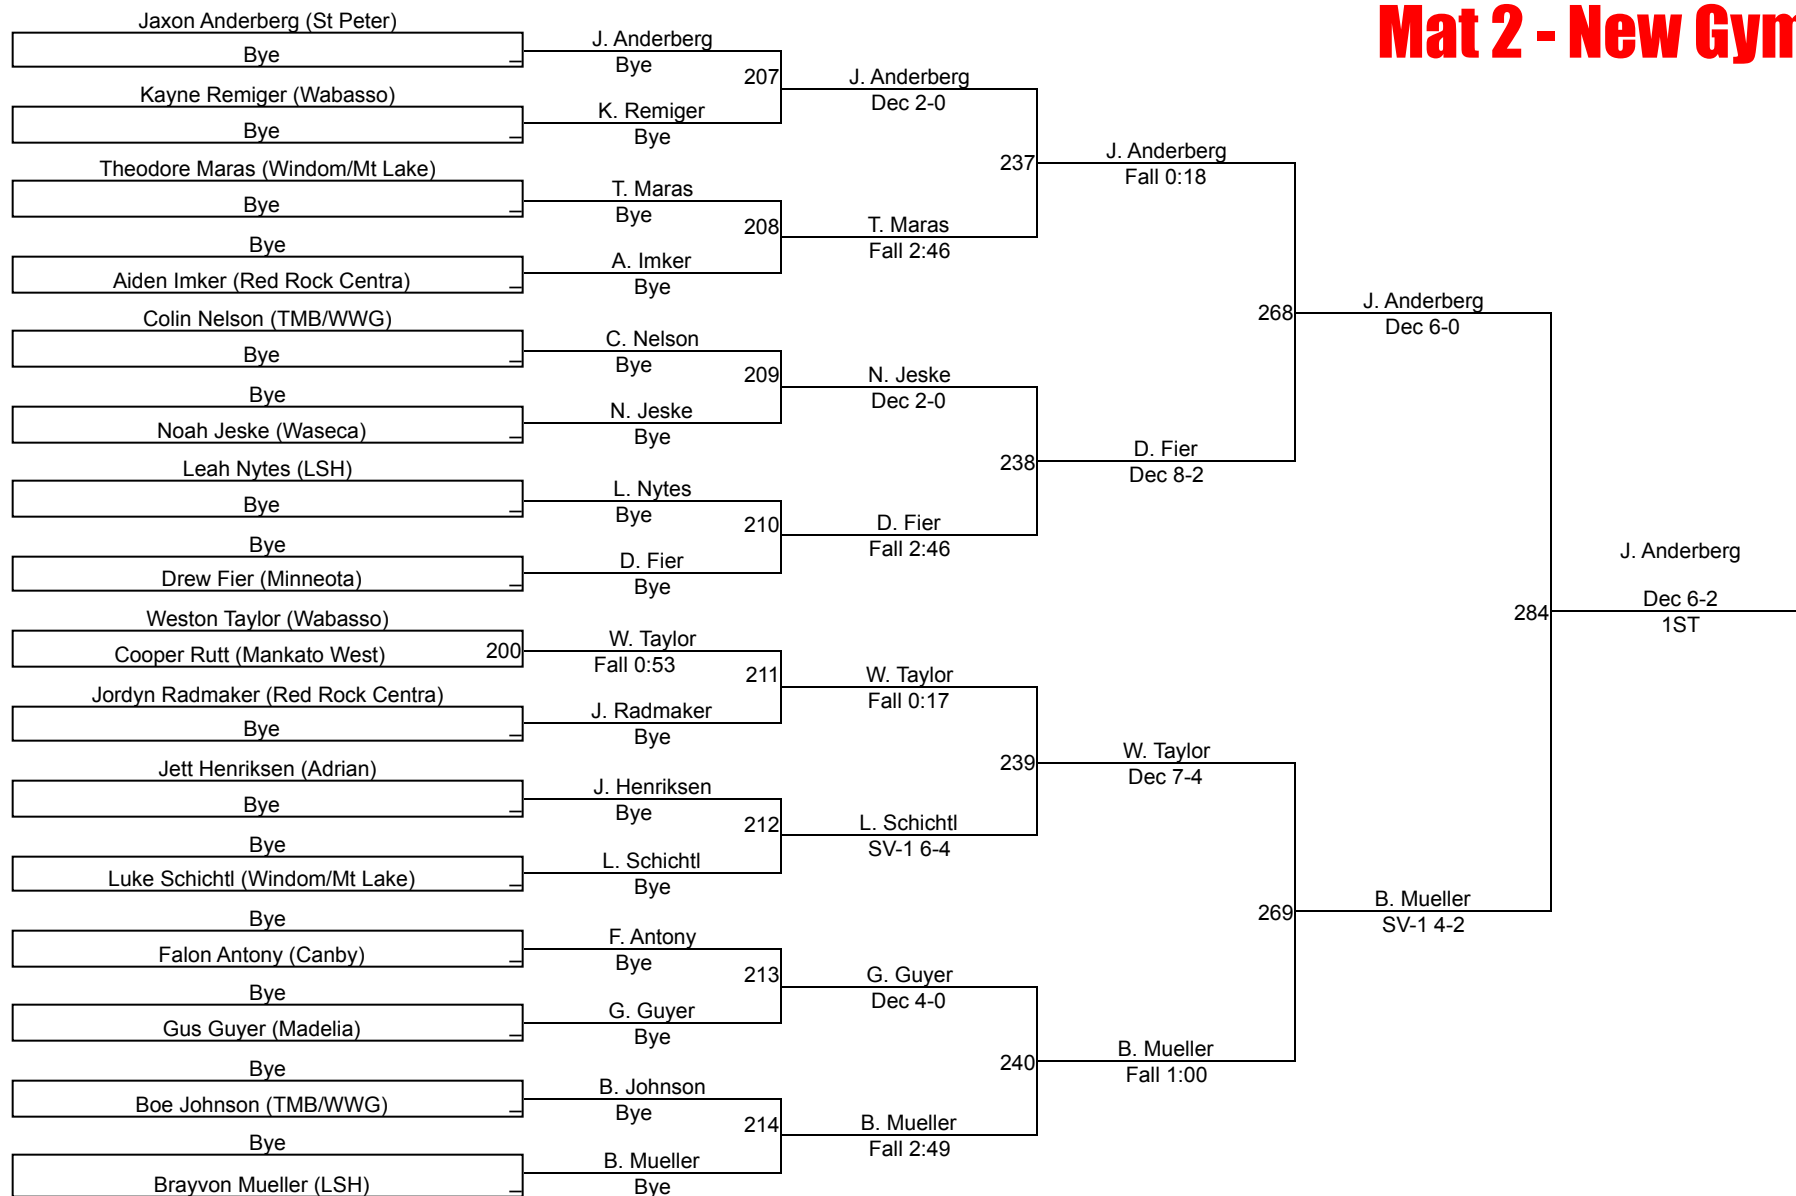 Mat 2 - New Gym
Jaxon Anderberg (St Peter)
Bye
Kayne Remiger (Wabasso)
Bye
Theodore Maras (Windom/Mt Lake)
Bye
Bye
Aiden Imker (Red Rock Centra)
Colin Nelson (TMB/WWG)
Bye
Bye
Noah Jeske (Waseca)
Leah Nytes (LSH)
Bye
Bye
Drew Fier (Minneota)
Weston Taylor (Wabasso)
Cooper Rutt (Mankato West) 200
Jordyn Radmaker (Red Rock Centra)
Bye
Jett Henriksen (Adrian)
Bye
Bye
Luke Schichtl (Windom/Mt Lake)
Bye
Falon Antony (Canby)
Bye
Gus Guyer (Madelia)
Bye
Boe Johnson (TMB/WWG)
Bye
Brayvon Mueller (LSH)
J. Anderberg
Bye
207
K. Remiger
Bye
T. Maras
Bye
208
A. Imker
Bye
C. Nelson
Bye
209
N. Jeske
Bye
L. Nytes
Bye
210
D. Fier
Bye
W. Taylor
Fall 0:53
211
J. Radmaker
Bye
J. Henriksen
Bye
212
L. Schichtl
Bye
F. Antony
Bye
213
G. Guyer
Bye
B. Johnson
Bye
214
B. Mueller
Bye
J. Anderberg
Dec 2-0
237
T. Maras
Fall 2:46
N. Jeske
Dec 2-0
238
D. Fier
Fall 2:46
W. Taylor
Fall 0:17
239
L. Schichtl
SV-1 6-4
G. Guyer
Dec 4-0
240
B. Mueller
Fall 2:49
J. Anderberg
Fall 0:18
268
D. Fier
Dec 8-2
W. Taylor
Dec 7-4
269
B. Mueller
Fall 1:00
J. Anderberg
Dec 6-0
284
B. Mueller
SV-1 4-2
J. Anderberg
Dec 6-2
1ST